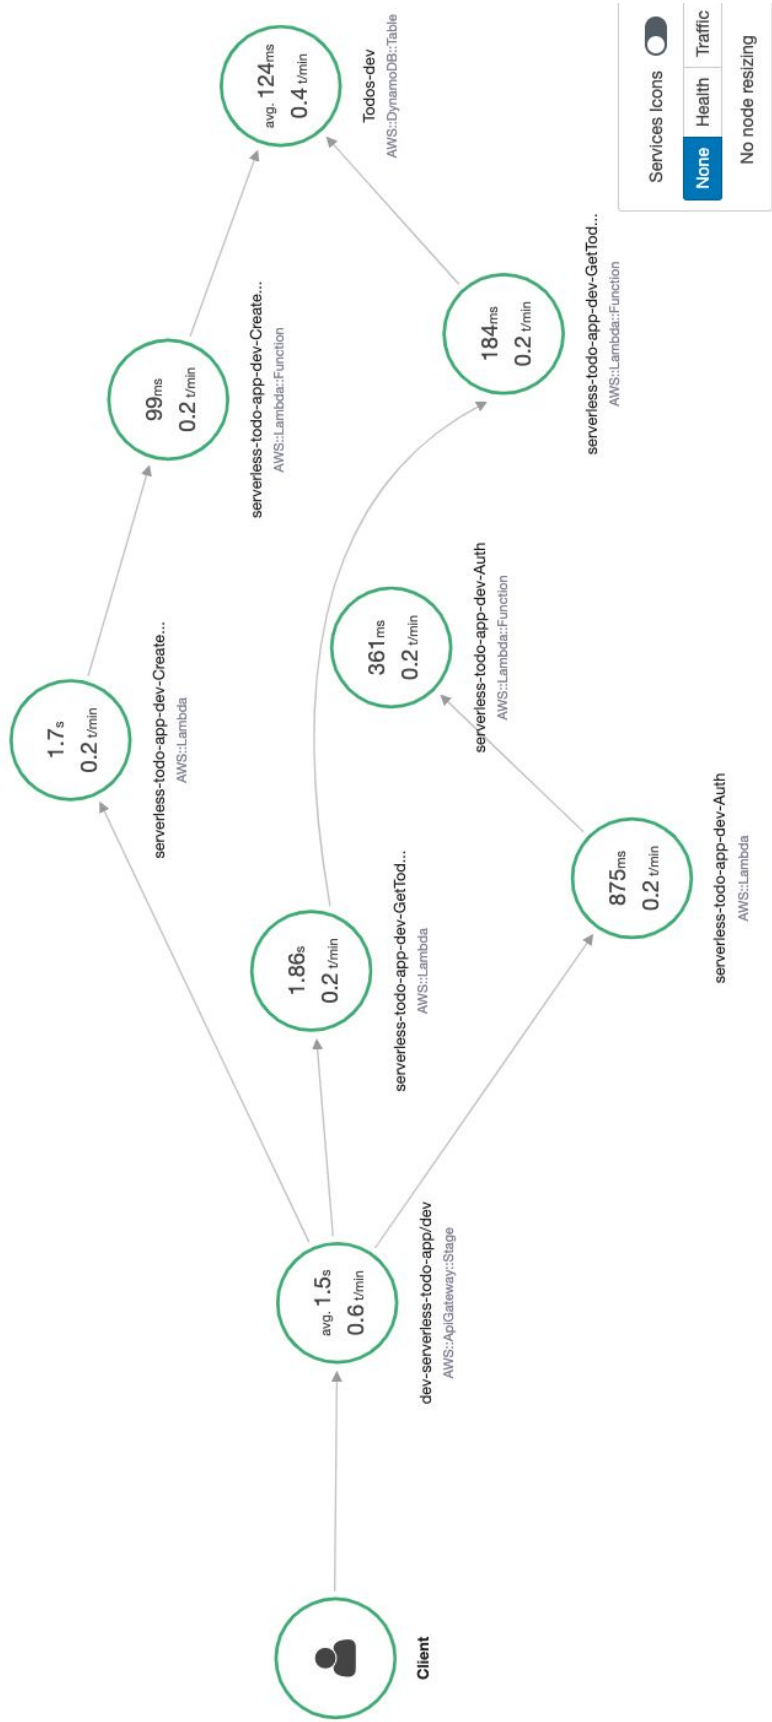 Client
avg. 1.5s
0.6 t/min
dev-serverless-todo-app/dev
AWS::ApiGateway::Stage
1.7s
0.2 t/min
serverless-todo-app-dev-Create...
AWS::Lambda
1.86s
0.2 t/min
serverless-todo-app-dev-GetTod...
AWS::Lambda
875ms
0.2 t/min
serverless-todo-app-dev-Auth
AWS::Lambda
361ms
0.2 t/min
serverless-todo-app-dev-Auth
AWS::Lambda::Function
99ms
0.2 t/min
serverless-todo-app-dev-Create...
AWS::Lambda::Function
184ms
0.2 t/min
serverless-todo-app-dev-GetTod...
AWS::Lambda::Function
avg. 124ms
0.4 t/min
Todos-dev
AWS::DynamoDB::Table
Services Icons
None Health Traffic
No node resizing